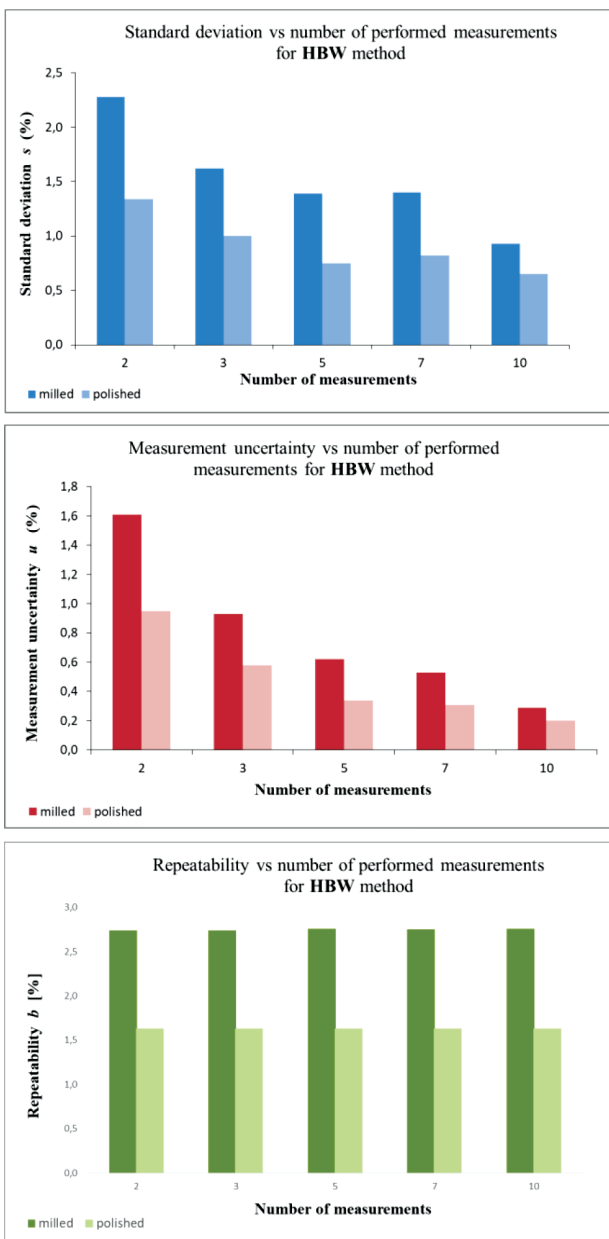 Standard deviation vs number of performed measurements
for HBW method
Standard deviation s (%)
2,5
2,0
1,5
1,0
0,5
0,0
2 3 5 7 10
Number of measurements
milled polished
Measurement uncertainty vs number of performed
measurements for HBW method
Measurement uncertainty u (%)
1,8
1,6
1,4
1,2
1,0
0,8
0,6
0,4
0,2
0,0
2 3 5 7 10
Number of measurements
milled polished
Repeatability vs number of performed measurements
for HBW method
Repeatability b [%]
3,0
2,5
2,0
1,5
1,0
0,5
0,0
2 3 5 7 10
Number of measurements
milled polished